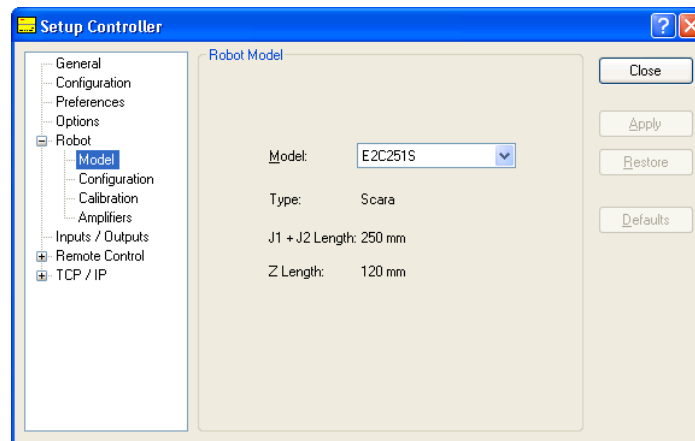 Setup Controller
General
Configuration
Preferences
Options
Robot
Model
Configuration
Calibration
Amplifiers
Inputs / Outputs
Remote Control
TCP / IP
Robot Model
Model: E2C251S
Type: Scara
J1 + J2 Length: 250 mm
Z Length: 120 mm
Close
Apply
Restore
Defaults